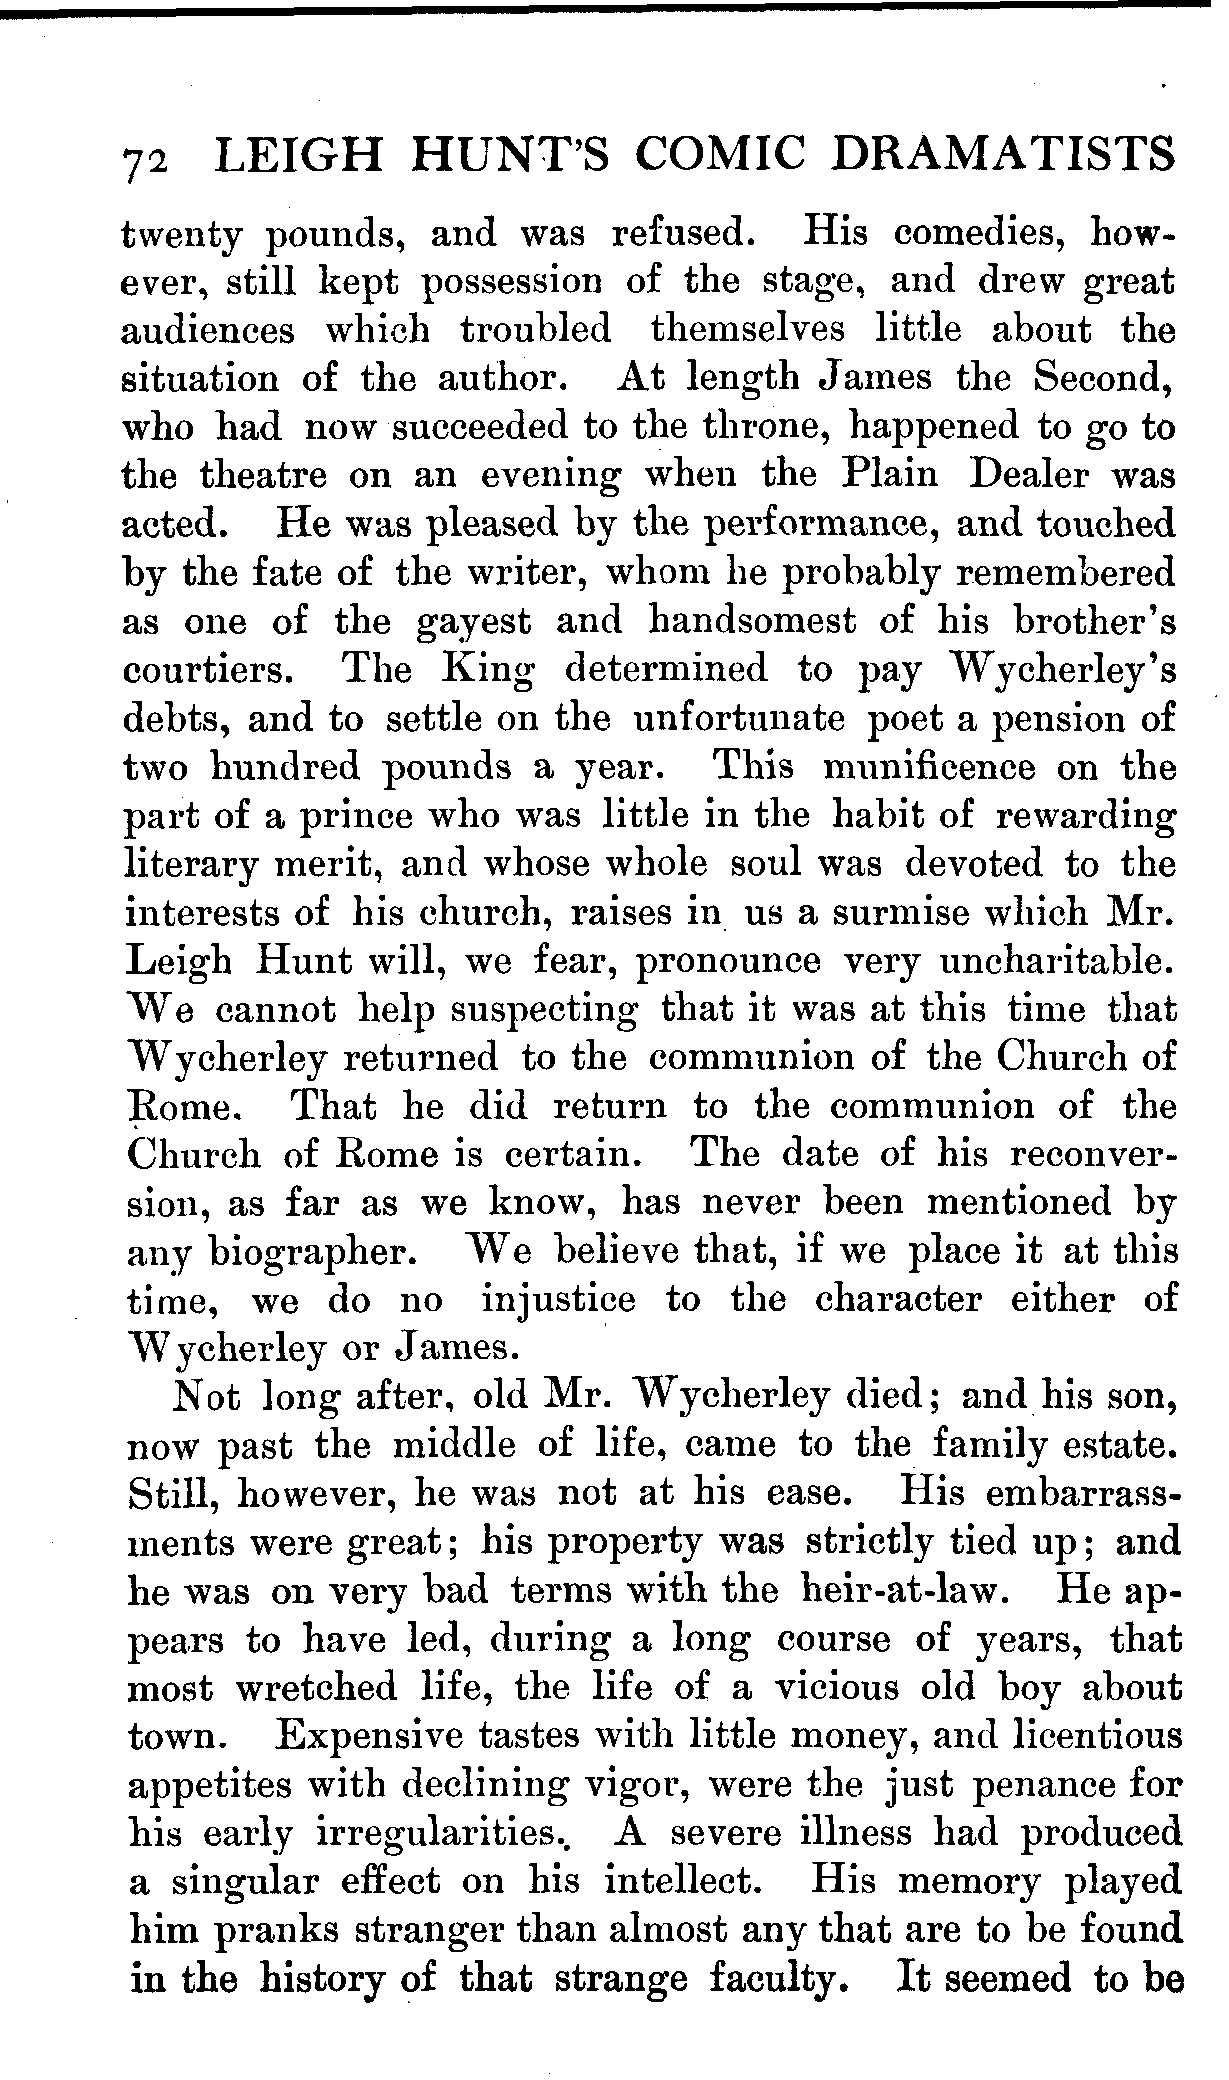 72 LEIGH HUNT'S COMIC DRAMATISTS
twenty pounds, and was refused. His comedies, how-
ever, still kept possession of the stage, and drew great
audiences which troubled themselves little about the
situation of the author. At length James the Second,
who had now succeeded to the throne, happened to go to
the theatre on an evening when the Plain Dealer was
acted. He was pleased by the performance, and touched
by the fate of the writer, whom he probably remembered
as one of the gayest and handsomest of his brother's
courtiers. The King determined to pay Wycherley's
debts, and to settle on the unfortunate poet a pension of
two hundred pounds a year. This munificence on the
part of a prince who was little in the habit of rewarding
literary merit, and whose whole soul was devoted to the
interests of his church, raises in us a surmise which Mr.
Leigh Hunt will, we fear, pronounce very uncharitable.
We cannot help suspecting that it was at this time that
Wycherley returned to the communion of the Church of
Rome. That he did return to the communion of the
Church of Rome is certain. The date of his reconver-
sion, as far as we know, has never been mentioned by
any biographer. We believe that, if we place it at this
time, we do no injustice to the character either of
Wycherley or James.
Not long after, old Mr. Wycherley died; and his son,
now past the middle of life, came to the family estate.
Still, however, he was not at his ease. His embarrass-
ments were great; his property was strictly tied up; and
he was on very bad terms with the heir-at-law. He ap-
pears to have led, during a long course of years, that
most wretched life, the life of a vicious old boy about
town. Expensive tastes with little money, and licentious
appetites with declining vigor, were the just penance for
his early irregularities. A severe illness had produced
a singular effect on his intellect. His memory played
him pranks stranger than almost any that are to be found
in the history of that strange faculty. It seemed to be